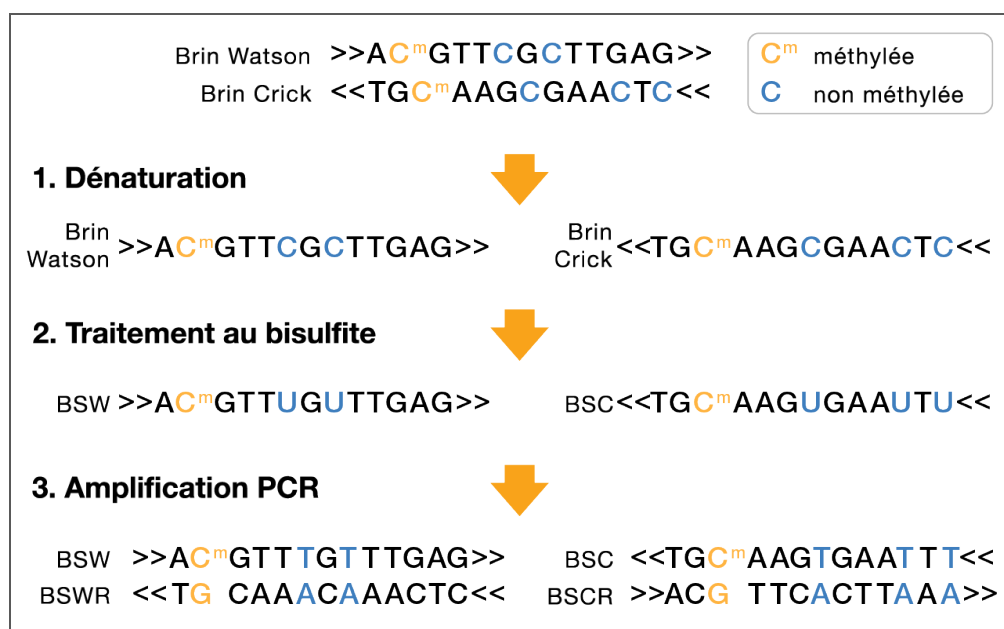 Brin Watson >>ACᵐGTTCGCTTGAG>>
Brin Crick <<TGCᵐAAGCGAACTC<<
Cᵐ méthylée
C non méthylée
1. Dénaturation
Brin Watson >>ACᵐGTTCGCTTGAG>>
Brin Crick <<TGCᵐAAGCGAACTC<<
2. Traitement au bisulfite
BSW >>ACᵐGTTUGUTTGAG>>
BSC <<TGCᵐAAGUGAAUTU<<
3. Amplification PCR
BSW >>ACᵐGTTTGTTTGAG>>
BSWR <<TG CAAACAAACTC<<
BSC <<TGCᵐAAGTGAATTT<<
BSCR >>ACG TTCACTTAAA>>